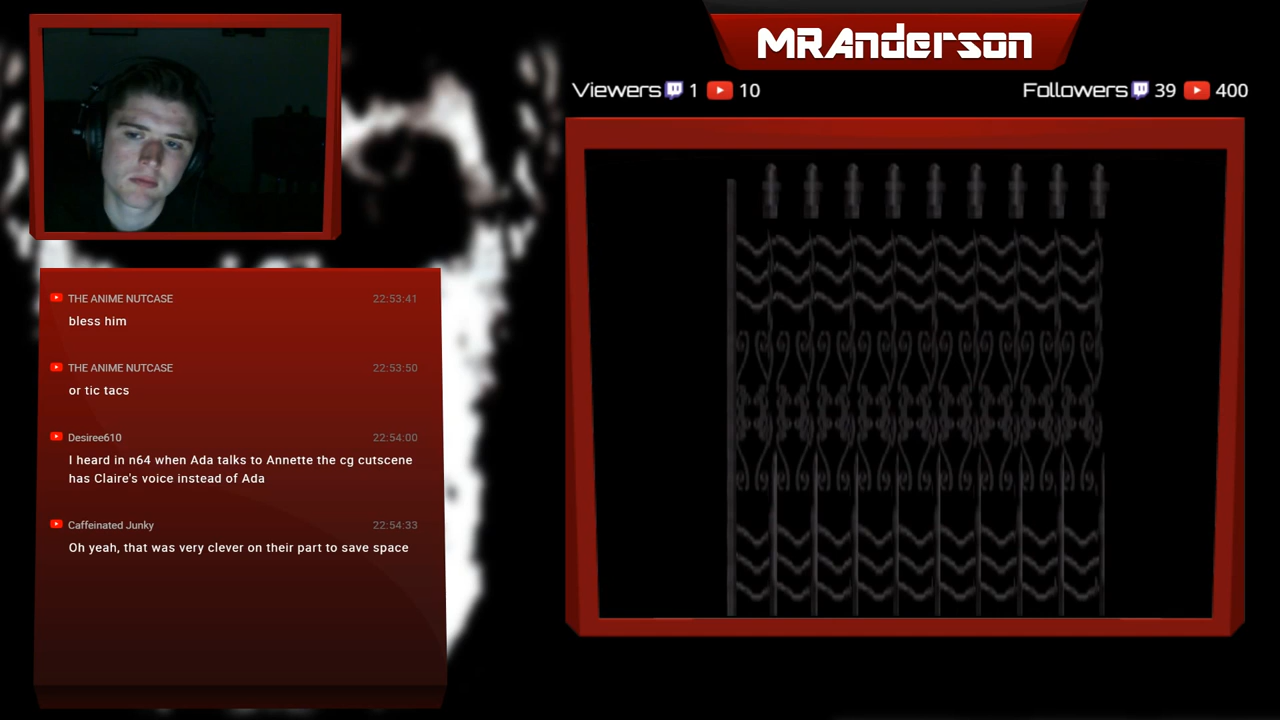 MRAnderson
Viewers 1 10
Followers 39 400
THE ANIME NUTCASE 22:53:41
bless him
THE ANIME NUTCASE 22:53:50
or tic tacs
Desiree610 22:54:00
I heard in n64 when Ada talks to Annette the cg cutscene
has Claire's voice instead of Ada
Caffeinated Junky 22:54:33
Oh yeah, that was very clever on their part to save space